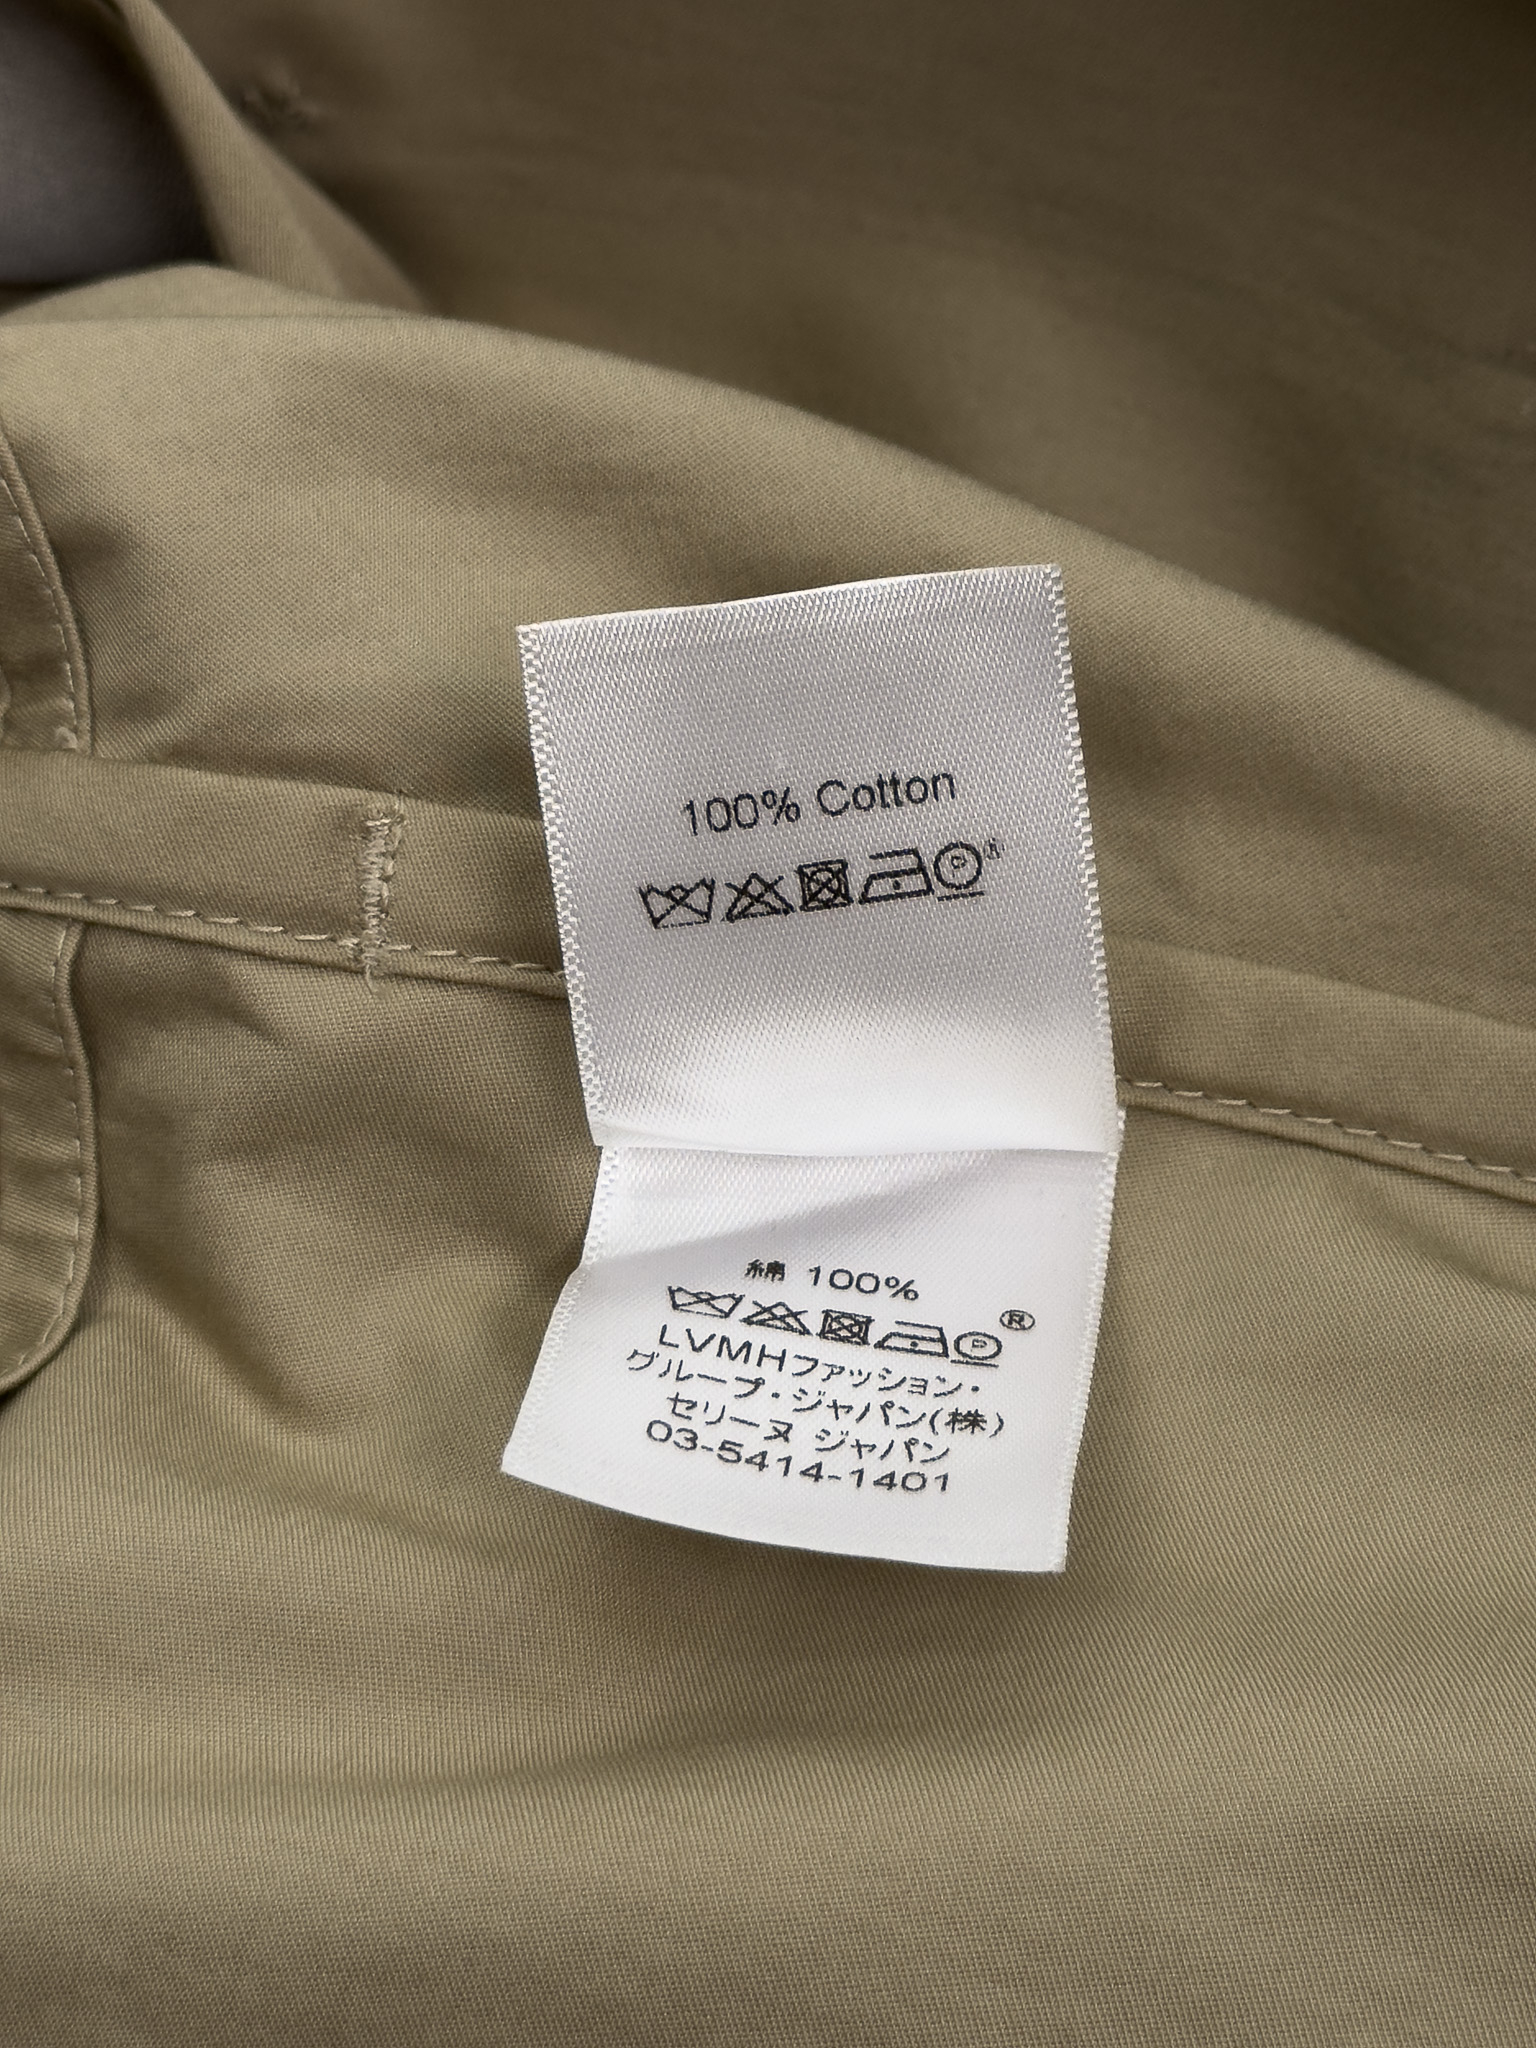 100% Cotton
P
綿 100%
P ®
LVMHファッション・
グループ・ジャパン(株)
セリーヌ ジャパン
03-5414-1401